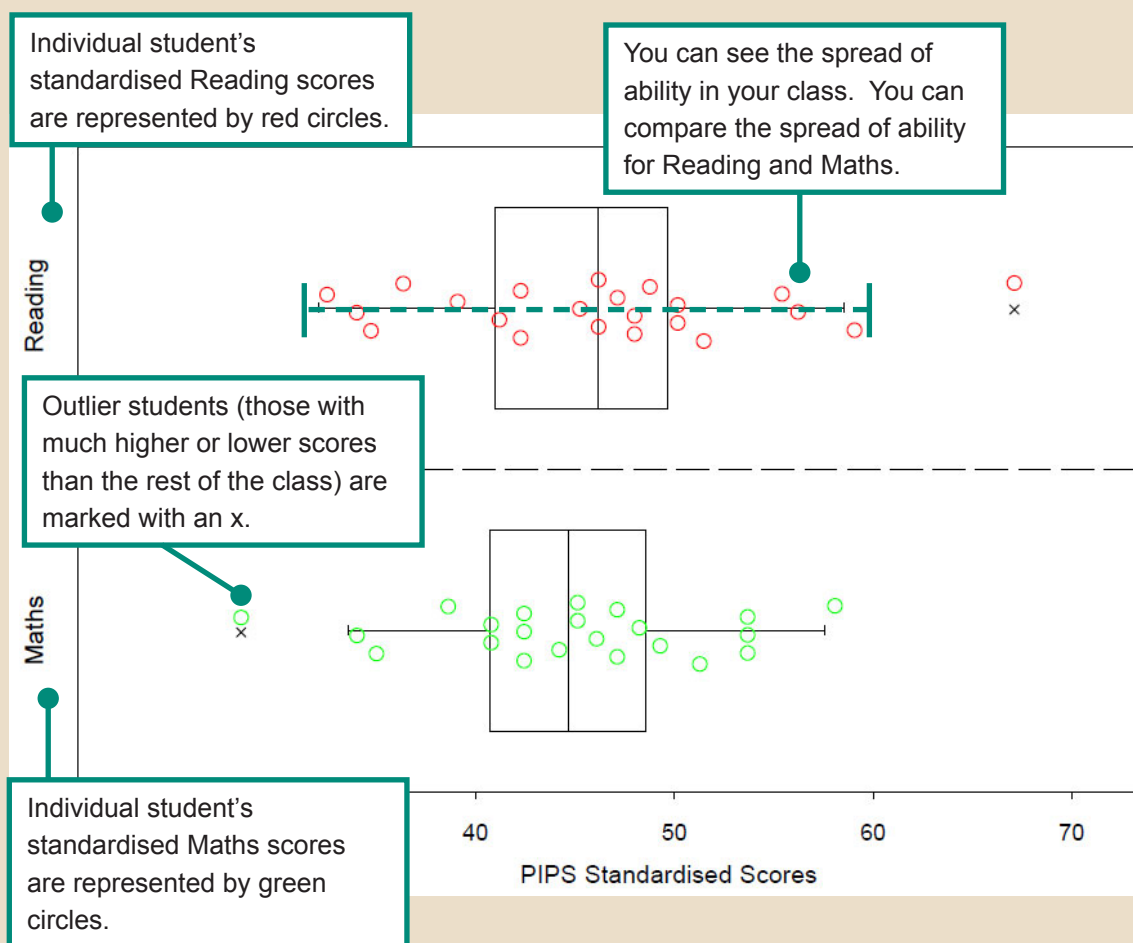 Individual student’s
standardised Reading scores
are represented by red circles.
You can see the spread of
ability in your class.  You can
compare the spread of ability
for Reading and Maths.
Reading
Outlier students (those with
much higher or lower scores
than the rest of the class) are
marked with an x.
Maths
Individual student’s
standardised Maths scores
are represented by green
circles.
40 50 60 70
PIPS Standardised Scores